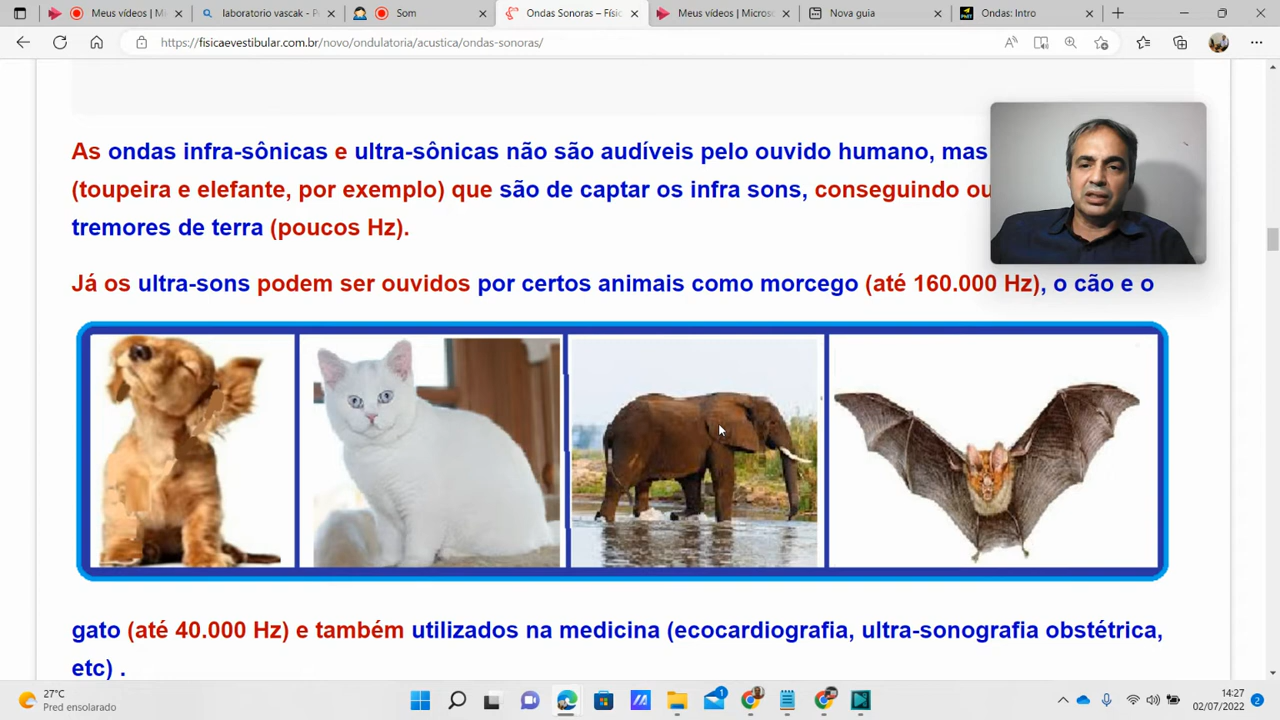 Meus vídeos | Mi
laboratorio vascak - P
Som
Ondas Sonoras – Físic
Meus vídeos | Microso
Nova guia
Ondas: Intro
https://fisicaevestibular.com.br/novo/ondulatoria/acustica/ondas-sonoras/
As ondas infra-sônicas e ultra-sônicas não são audíveis pelo ouvido humano, mas
(toupeira e elefante, por exemplo) que são de captar os infra sons, conseguindo ou
tremores de terra (poucos Hz).
Já os ultra-sons podem ser ouvidos por certos animais como morcego (até 160.000 Hz), o cão e o
gato (até 40.000 Hz) e também utilizados na medicina (ecocardiografia, ultra-sonografia obstétrica,
etc) .
27°C
Pred ensolarado
1
14:27
02/07/2022
2